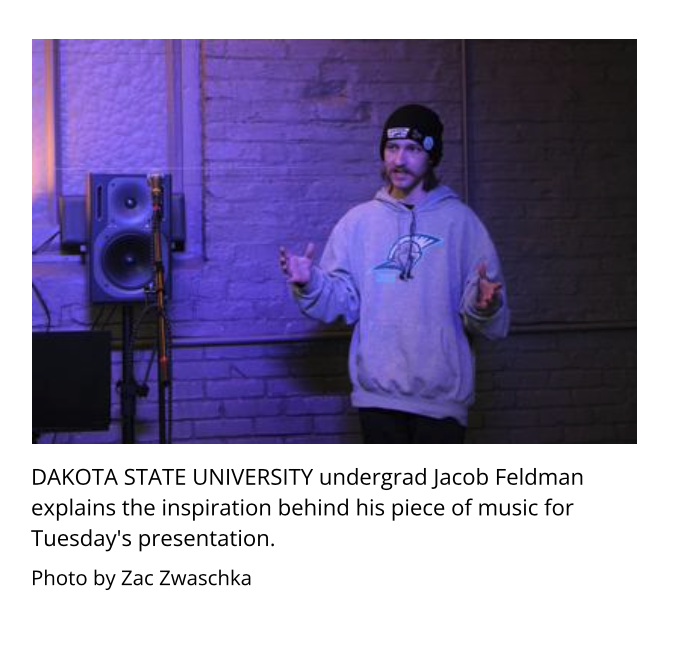 DAKOTA STATE UNIVERSITY undergrad Jacob Feldman
explains the inspiration behind his piece of music for
Tuesday's presentation.
Photo by Zac Zwaschka